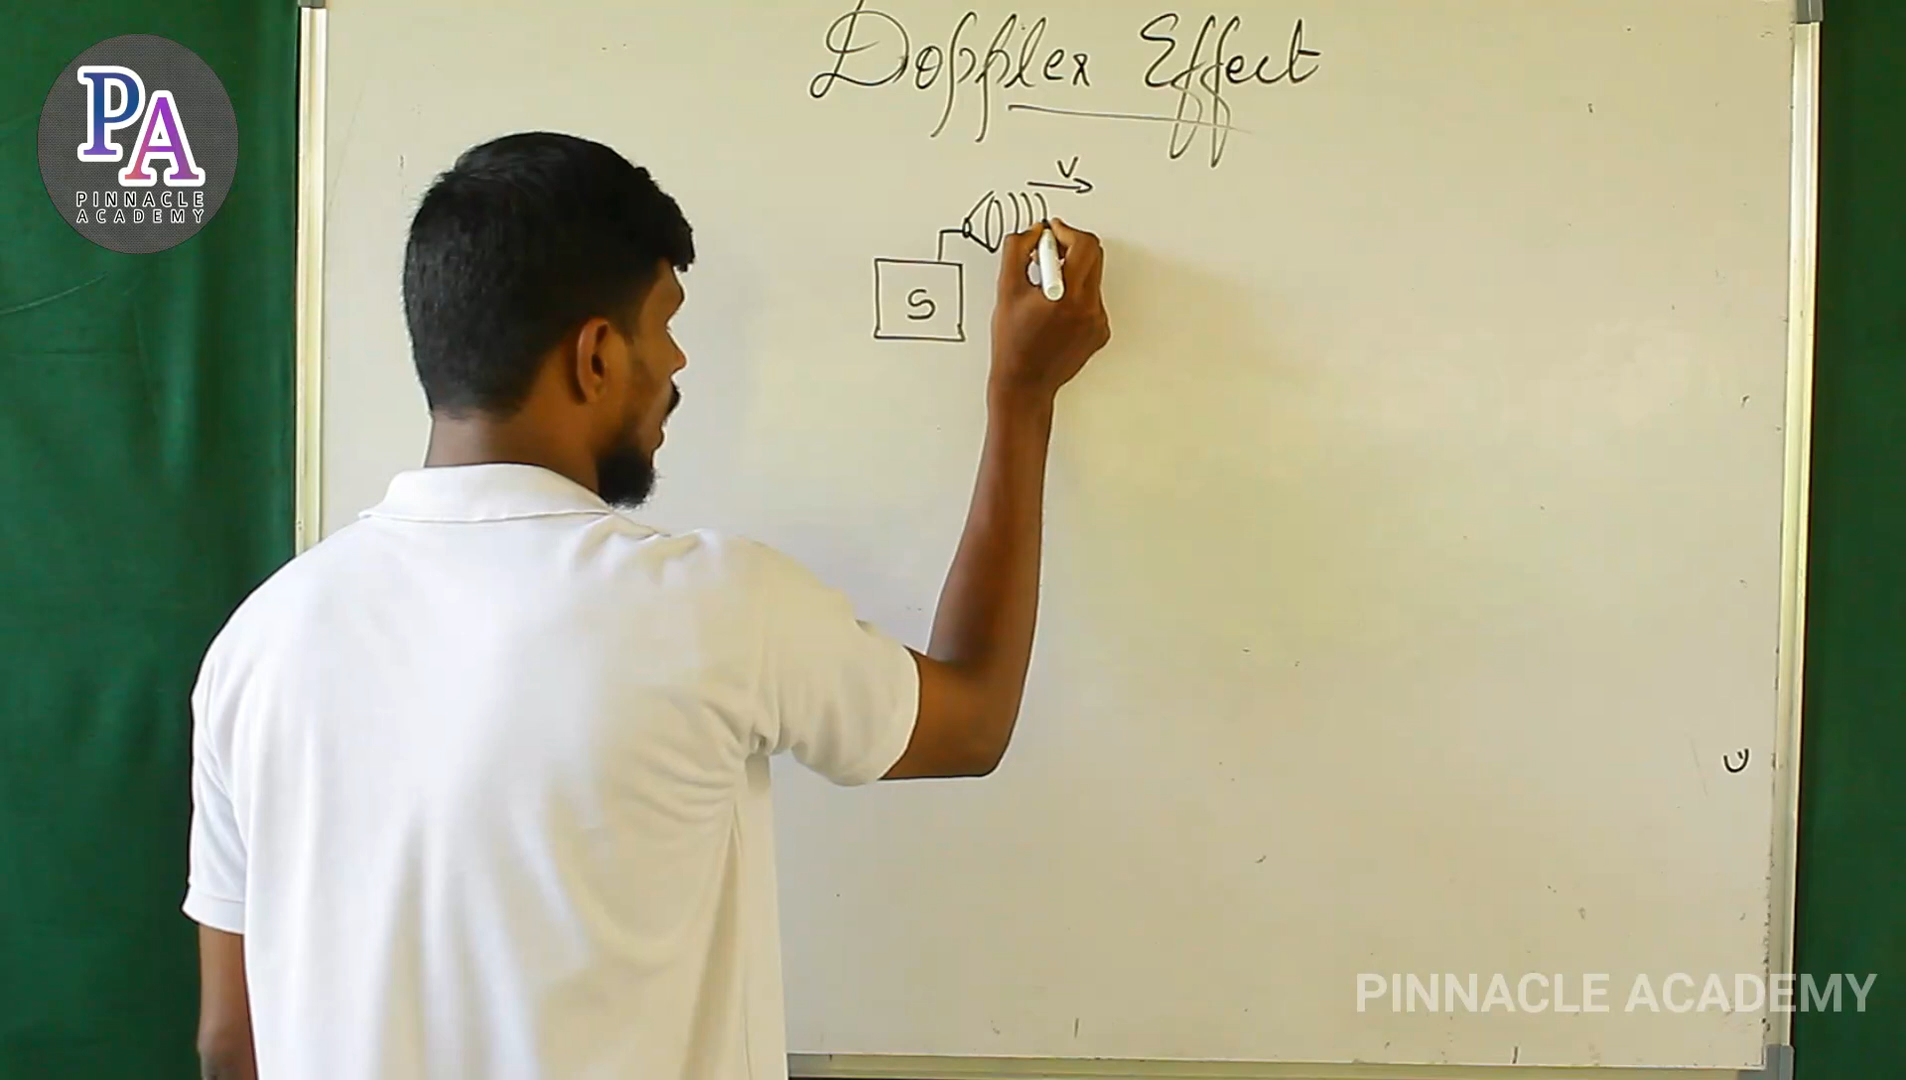 PA
PINNACLE
ACADEMY
Doppler Effect
V
S
PINNACLE ACADEMY